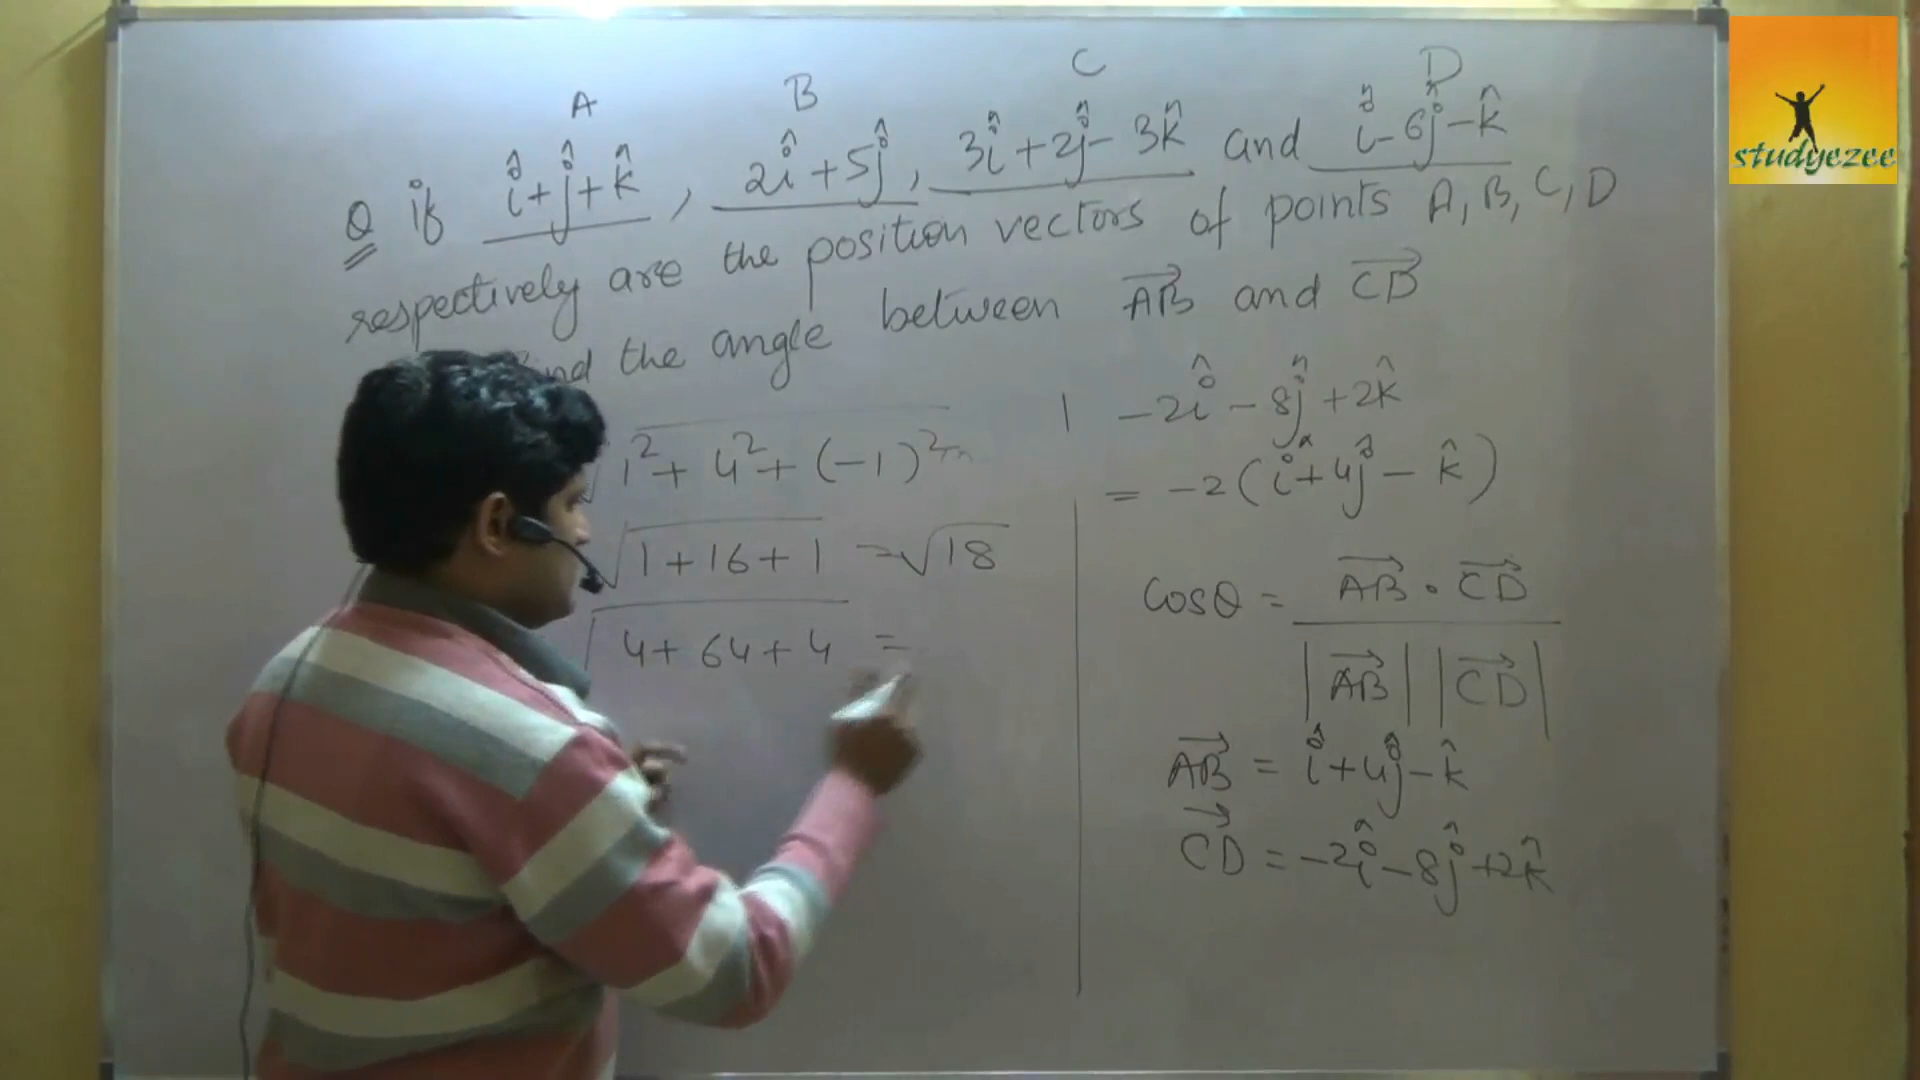 A B C D
Q if î+ĵ+k̂, 2î+5ĵ, 3î+2ĵ-3k̂ and î-6ĵ-k̂
respectively are the position vectors of points A, B, C, D
the angle between AB⃗ and CD⃗
√1²+4²+(-1)²
√1+16+1 = √18
√4+64+4 =
-2î-8ĵ+2k̂
= -2(î+4ĵ-k̂)
Cosθ = AB⃗ . CD⃗
|AB⃗| |CD⃗|
AB⃗ = î+4ĵ-k̂
CD⃗ = -2î-8ĵ+2k̂
studyezee